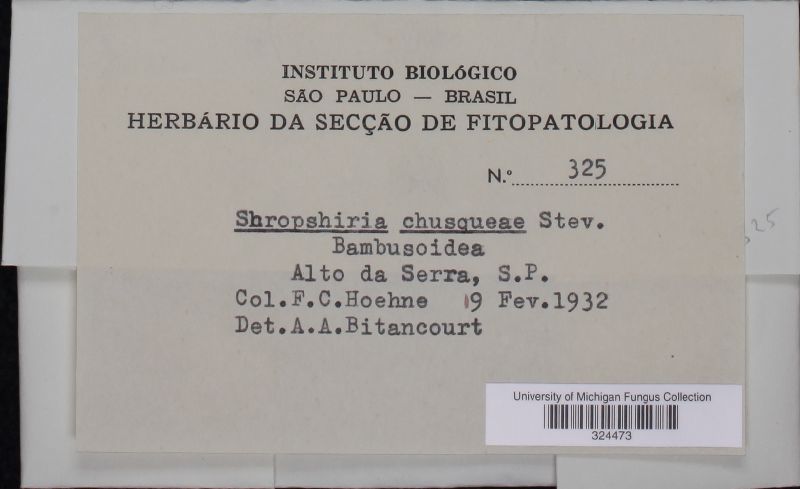 INSTITUTO BIOLóGICO
SÃO PAULO — BRASIL
HERBÁRIO DA SECÇÃO DE FITOPATOLOGIA
N.º 325
Shropshiria chusqueae Stev.
Bambusoidea
Alto da Serra, S.P.
Col.F.C.Hoehne 9 Fev.1932
Det.A.A.Bitancourt
University of Michigan Fungus Collection
324473